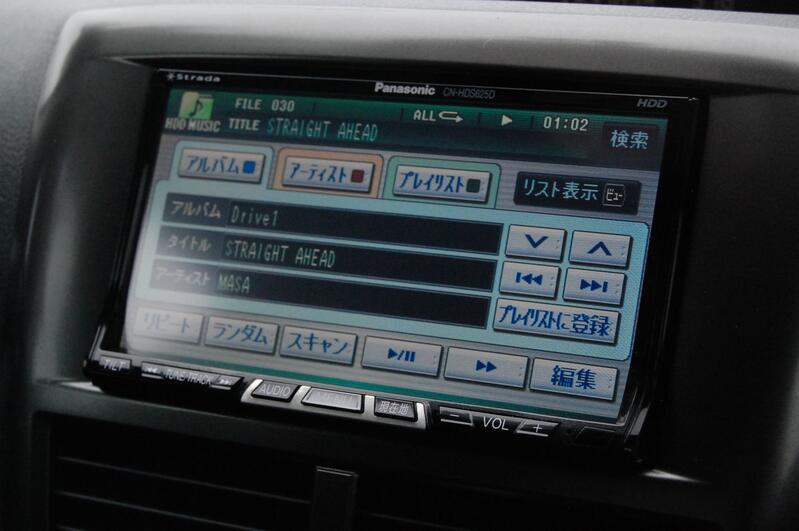 Strada
Panasonic CN-HDS625D
HDD
FILE 030
ALL
01:02
HDD MUSIC
TITLE STRAIGHT AHEAD
検索
アルバム
アーティスト
プレイリスト
リスト表示 ビュー
アルバム Drive1
タイトル STRAIGHT AHEAD
アーティスト MASA
プレイリストに登録
リピート
ランダム
スキャン
編集
TILT
TUNE·TRACK
AUDIO
MENU
現在地
− VOL +